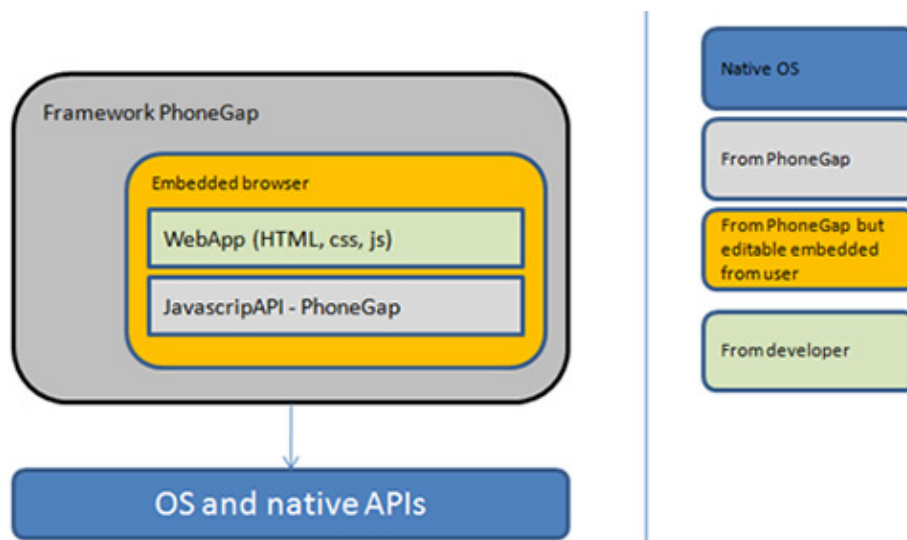 Framework PhoneGap
Embedded browser
WebApp (HTML, css, js)
JavascripAPI - PhoneGap
OS and native APIs
Native OS
From PhoneGap
From PhoneGap but
editable embedded
from user
From developer